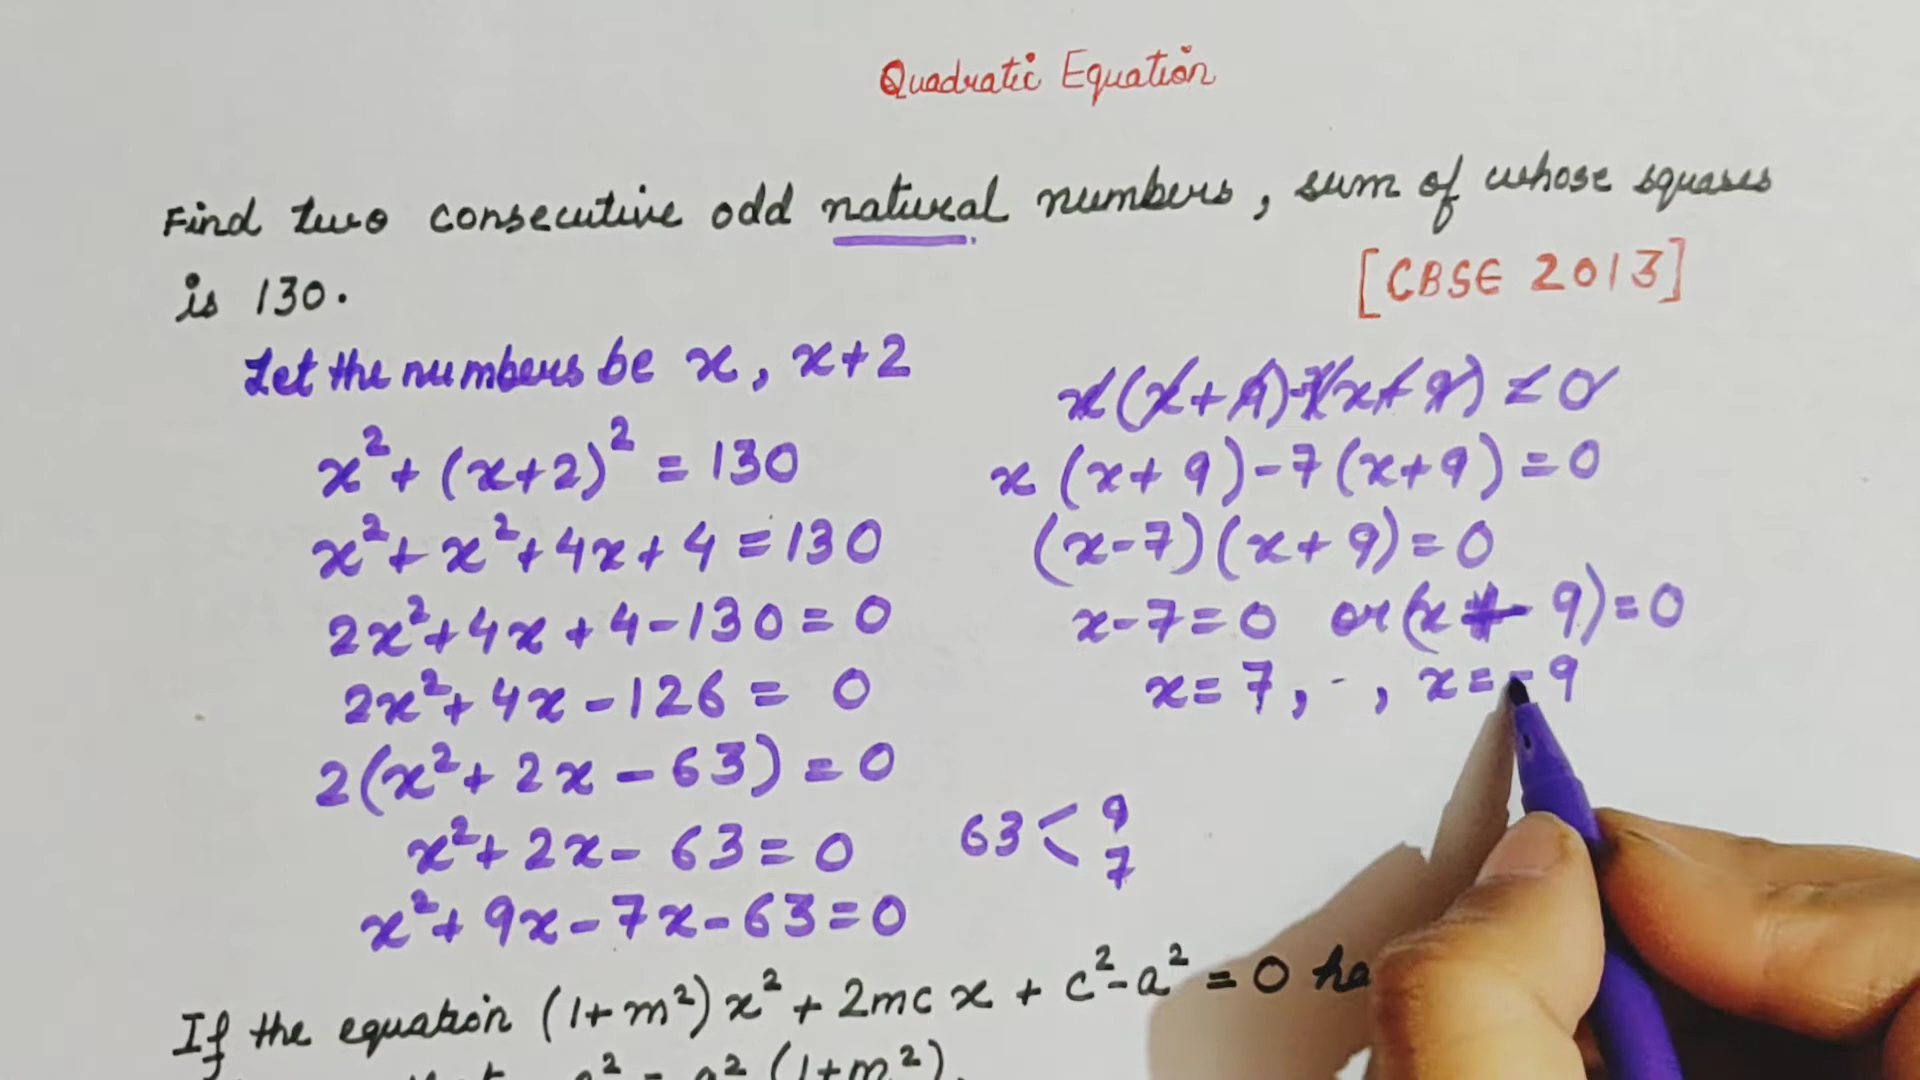 Quadratic Equation
Find two consecutive odd natural numbers, sum of whose squares
is 130.
[CBSE 2013]
Let the numbers be x, x+2
x²+(x+2)²=130
x²+x²+4x+4=130
2x²+4x+4-130=0
2x²+4x-126=0
2(x²+2x-63)=0
x²+2x-63=0
x²+9x-7x-63=0
63< 9
7
x(x+9)-7(x+9)=0
(x-7)(x+9)=0
x-7=0 or (x+9)=0
x=7, , x=-9
If the equation (1+m²)x²+2mcx+c²-a²=0
(1+m²).